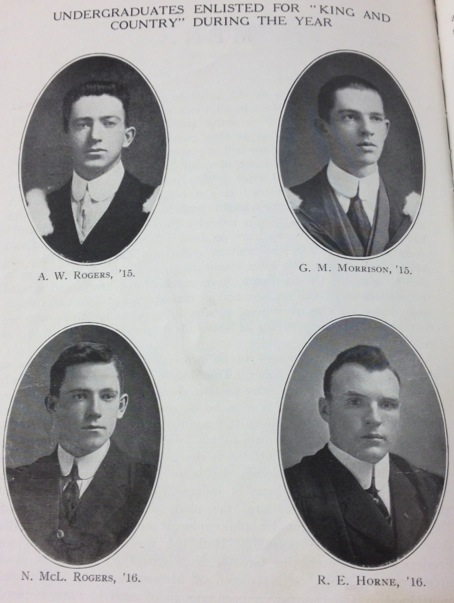 UNDERGRADUATES ENLISTED FOR "KING AND
COUNTRY" DURING THE YEAR
A. W. ROGERS, '15.
G. M. MORRISON, '15.
N. MCL. ROGERS, '16.
R. E. HORNE, '16.